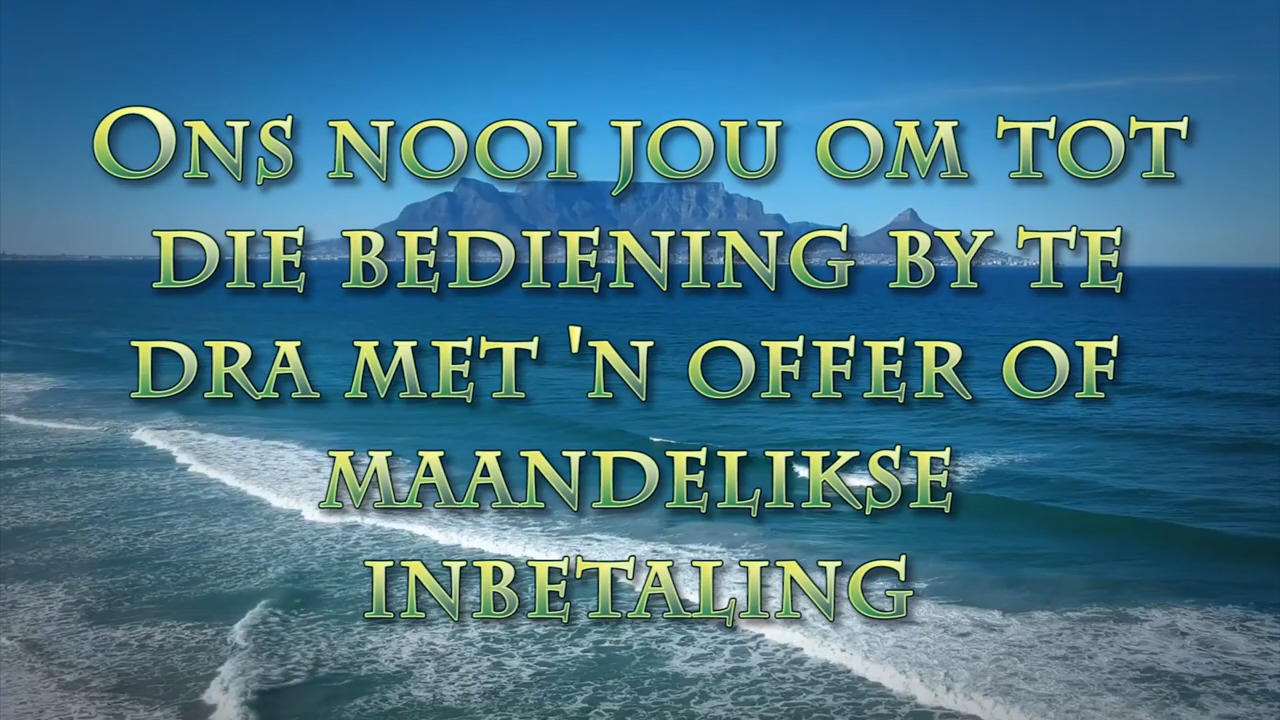 Ons nooi jou om tot
die bediening by te
dra met 'n offer of
maandelikse
inbetaling